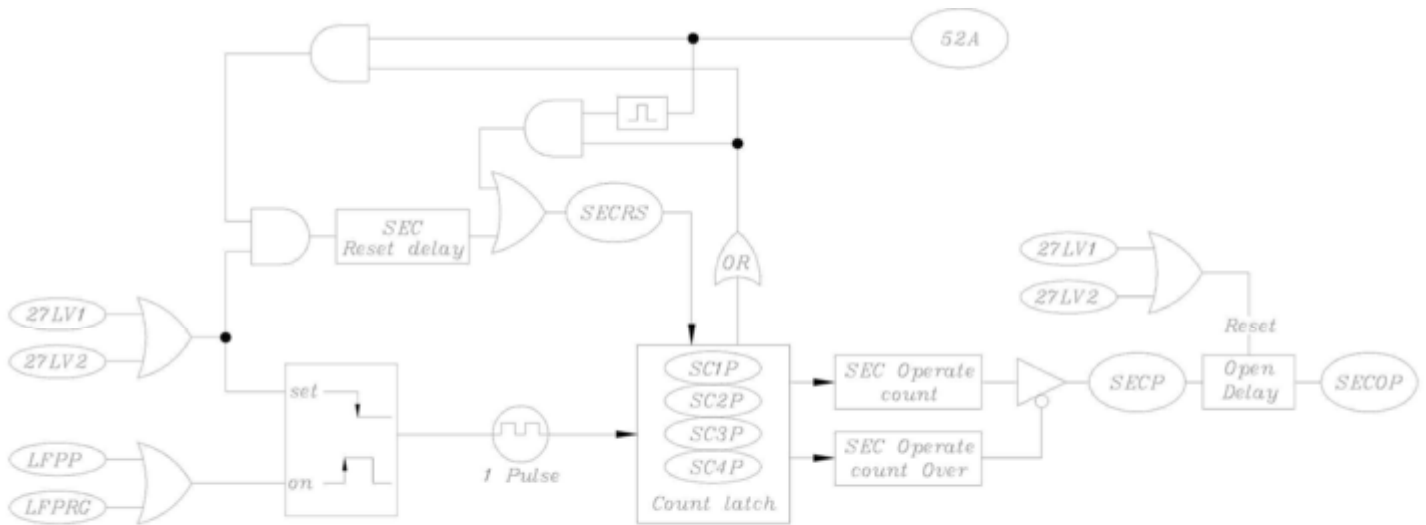 52A
SEC
Reset delay
SECRS
OR
27LV1
27LV2
27LV1
27LV2
Reset
set
on
LFPP
LFPRG
1 Pulse
SC1P
SC2P
SC3P
SC4P
Count latch
SEC Operate
count
SEC Operate
count Over
SECP
Open
Delay
SECOP